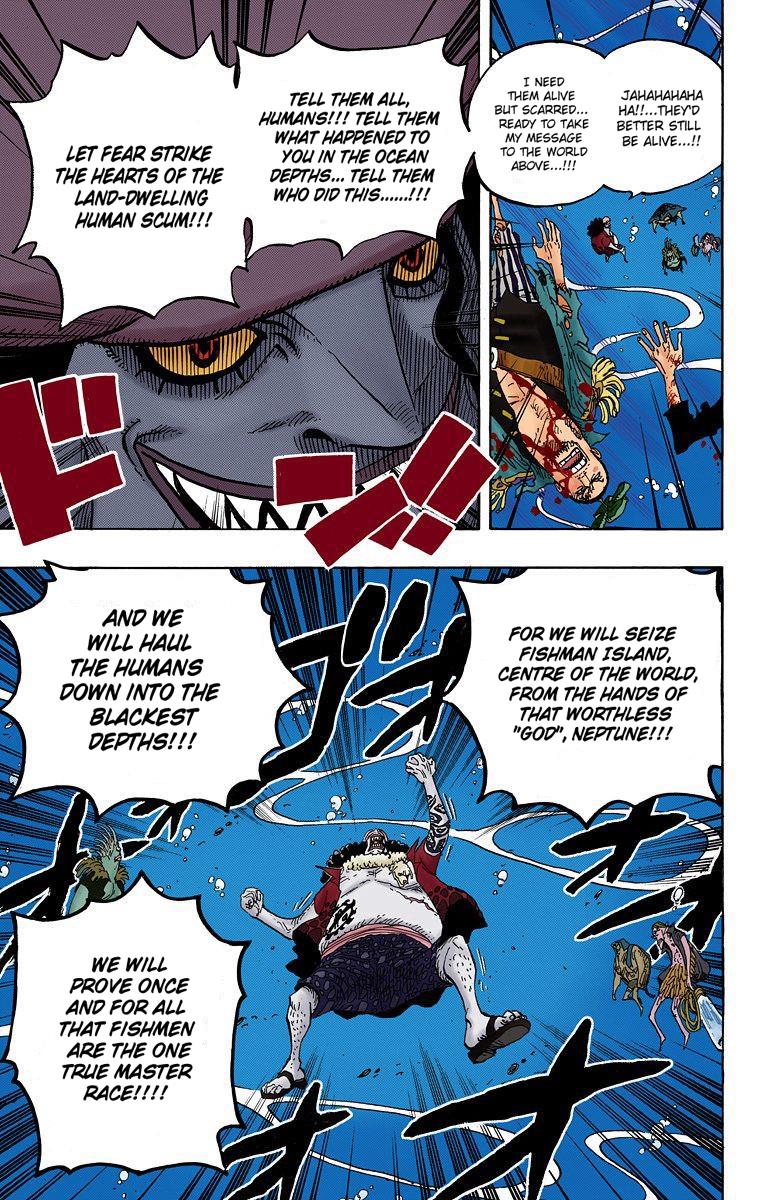 JAHAHAHAHA
HA!!...THEY'D
BETTER STILL
BE ALIVE...!!
I NEED
THEM ALIVE
BUT SCARRED...
READY TO TAKE
MY MESSAGE
TO THE WORLD
ABOVE...!!!
TELL THEM ALL,
HUMANS!!! TELL THEM
WHAT HAPPENED TO
YOU IN THE OCEAN
DEPTHS... TELL THEM
WHO DID THIS......!!!
LET FEAR STRIKE
THE HEARTS OF THE
LAND-DWELLING
HUMAN SCUM!!!
ドン!!
FOR WE WILL SEIZE
FISHMAN ISLAND,
CENTRE OF THE WORLD,
FROM THE HANDS OF
THAT WORTHLESS
"GOD", NEPTUNE!!!
AND WE
WILL HAUL
THE HUMANS
DOWN INTO THE
BLACKEST
DEPTHS!!!
WE WILL
PROVE ONCE
AND FOR ALL
THAT FISHMEN
ARE THE ONE
TRUE MASTER
RACE!!!!